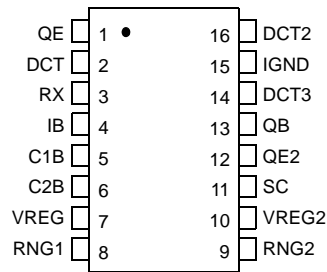 QE 1 16 DCT2
DCT 2 15 IGND
RX 3 14 DCT3
IB 4 13 QB
C1B 5 12 QE2
C2B 6 11 SC
VREG 7 10 VREG2
RNG1 8 9 RNG2